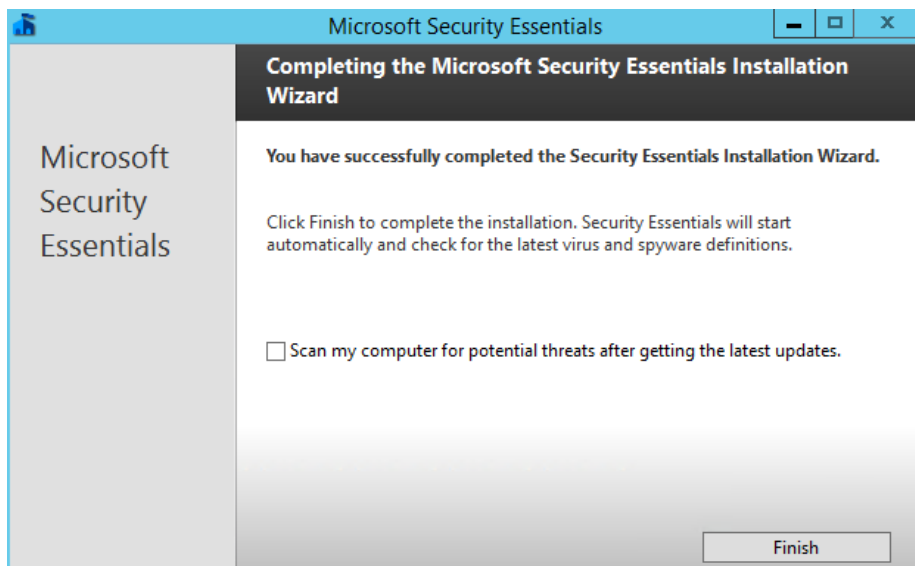 Microsoft Security Essentials
Completing the Microsoft Security Essentials Installation
Wizard
Microsoft
Security
Essentials
You have successfully completed the Security Essentials Installation Wizard.
Click Finish to complete the installation. Security Essentials will start
automatically and check for the latest virus and spyware definitions.
Scan my computer for potential threats after getting the latest updates.
Finish